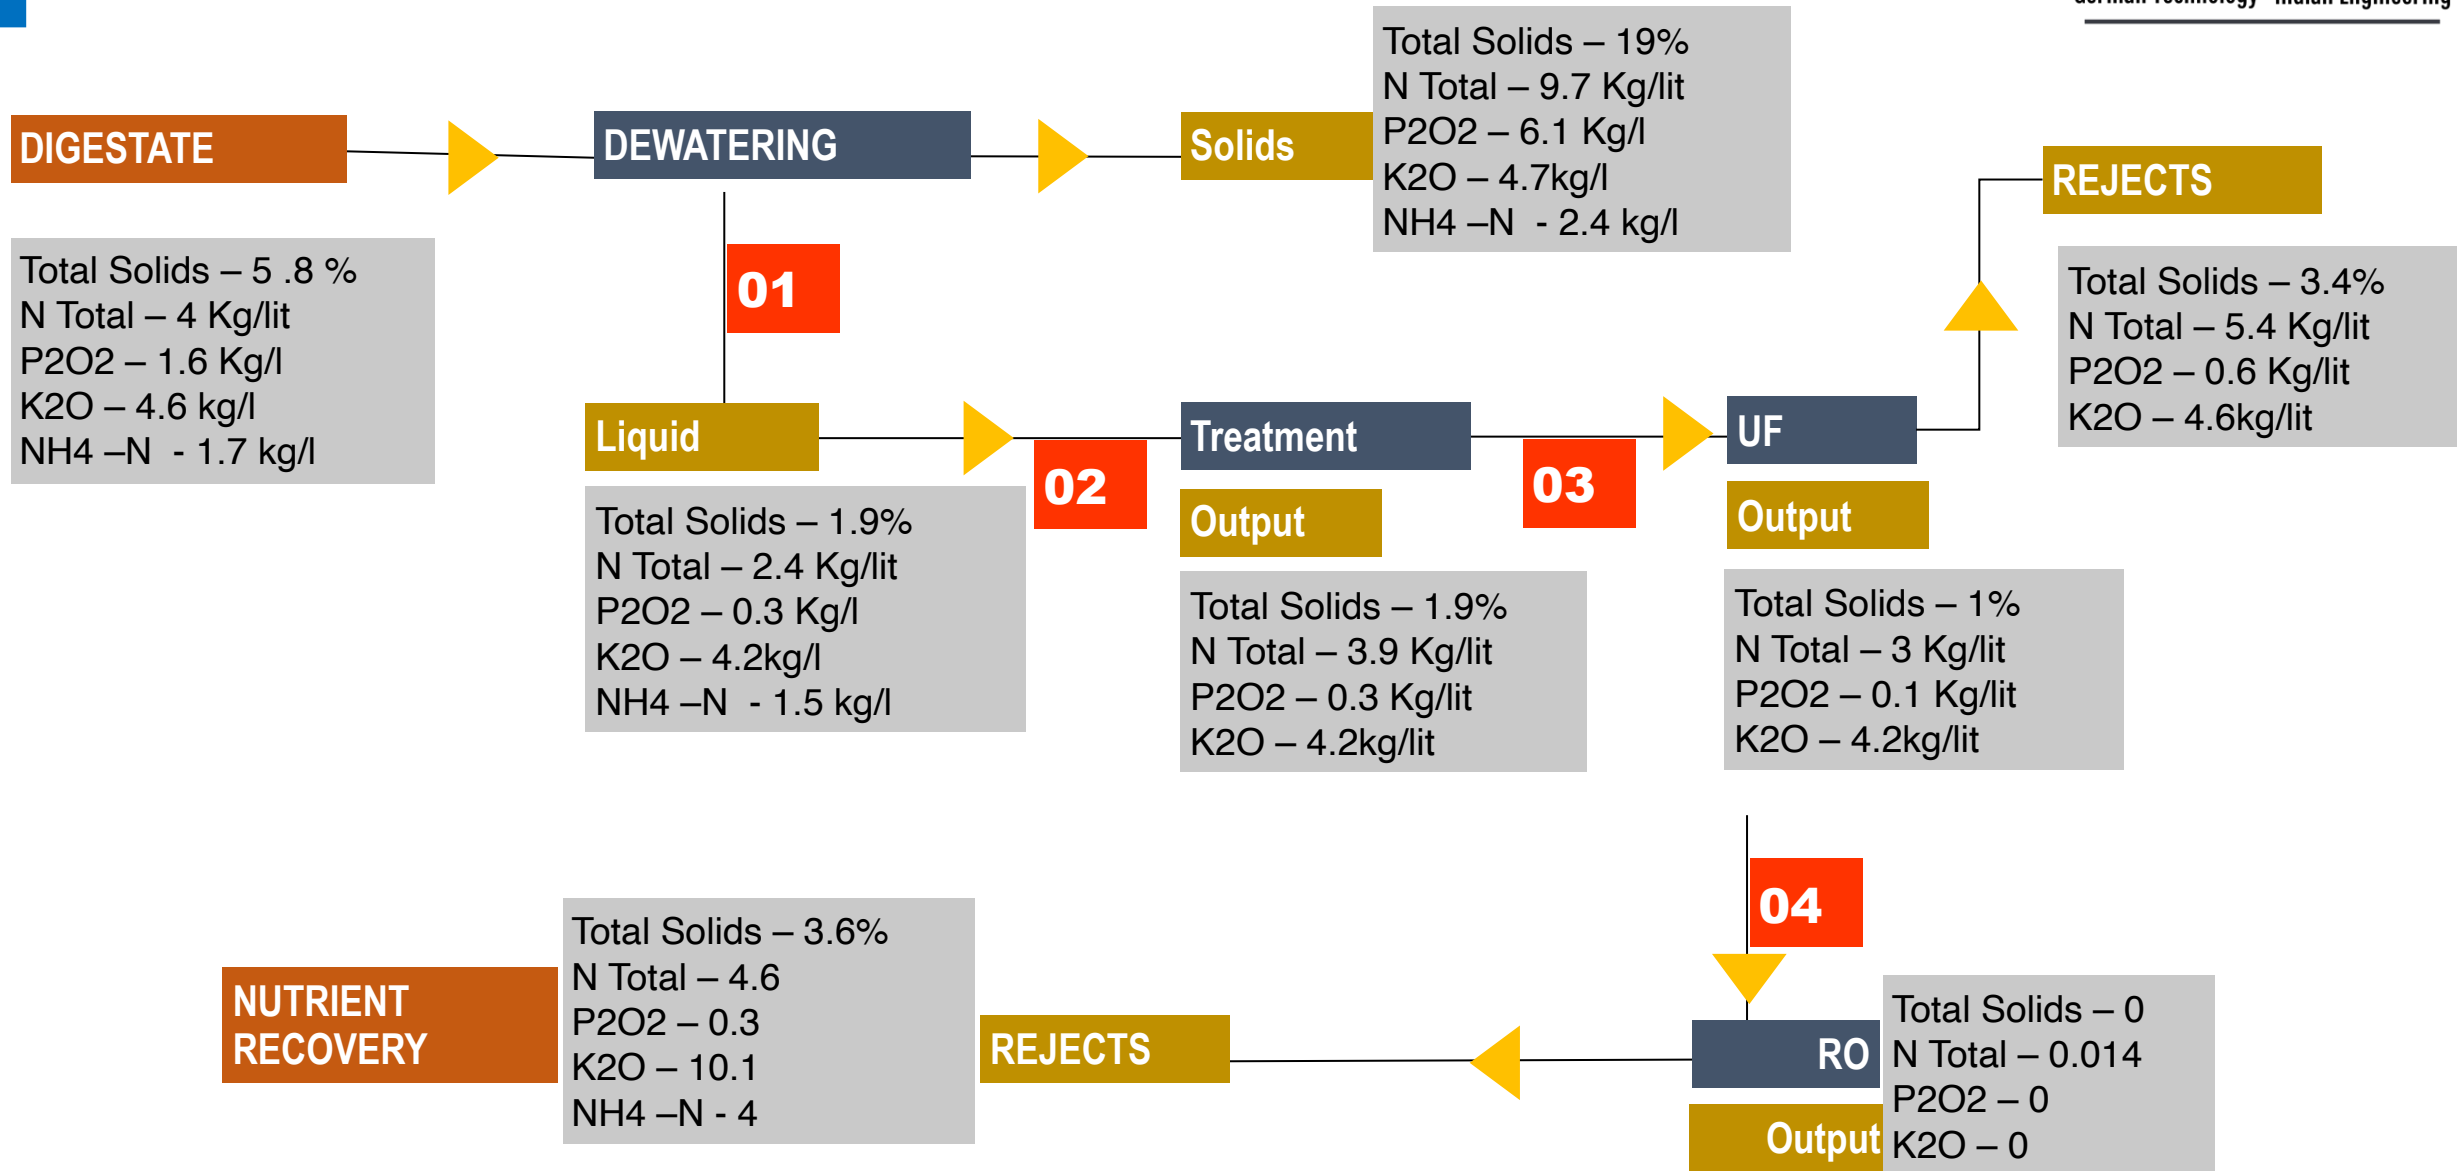 German Technology Indian Engineering
DIGESTATE
Total Solids – 5 .8 %
N Total – 4 Kg/lit
P2O2 – 1.6 Kg/l
K2O – 4.6 kg/l
NH4 –N - 1.7 kg/l
DEWATERING
Solids
Total Solids – 19%
N Total – 9.7 Kg/lit
P2O2 – 6.1 Kg/l
K2O – 4.7kg/l
NH4 –N - 2.4 kg/l
REJECTS
Total Solids – 3.4%
N Total – 5.4 Kg/lit
P2O2 – 0.6 Kg/lit
K2O – 4.6kg/lit
01
Liquid
Total Solids – 1.9%
N Total – 2.4 Kg/lit
P2O2 – 0.3 Kg/l
K2O – 4.2kg/l
NH4 –N - 1.5 kg/l
02
Treatment
Output
Total Solids – 1.9%
N Total – 3.9 Kg/lit
P2O2 – 0.3 Kg/lit
K2O – 4.2kg/lit
03
UF
Output
Total Solids – 1%
N Total – 3 Kg/lit
P2O2 – 0.1 Kg/lit
K2O – 4.2kg/lit
04
RO
Output
Total Solids – 0
N Total – 0.014
P2O2 – 0
K2O – 0
REJECTS
Total Solids – 3.6%
N Total – 4.6
P2O2 – 0.3
K2O – 10.1
NH4 –N - 4
NUTRIENT
RECOVERY